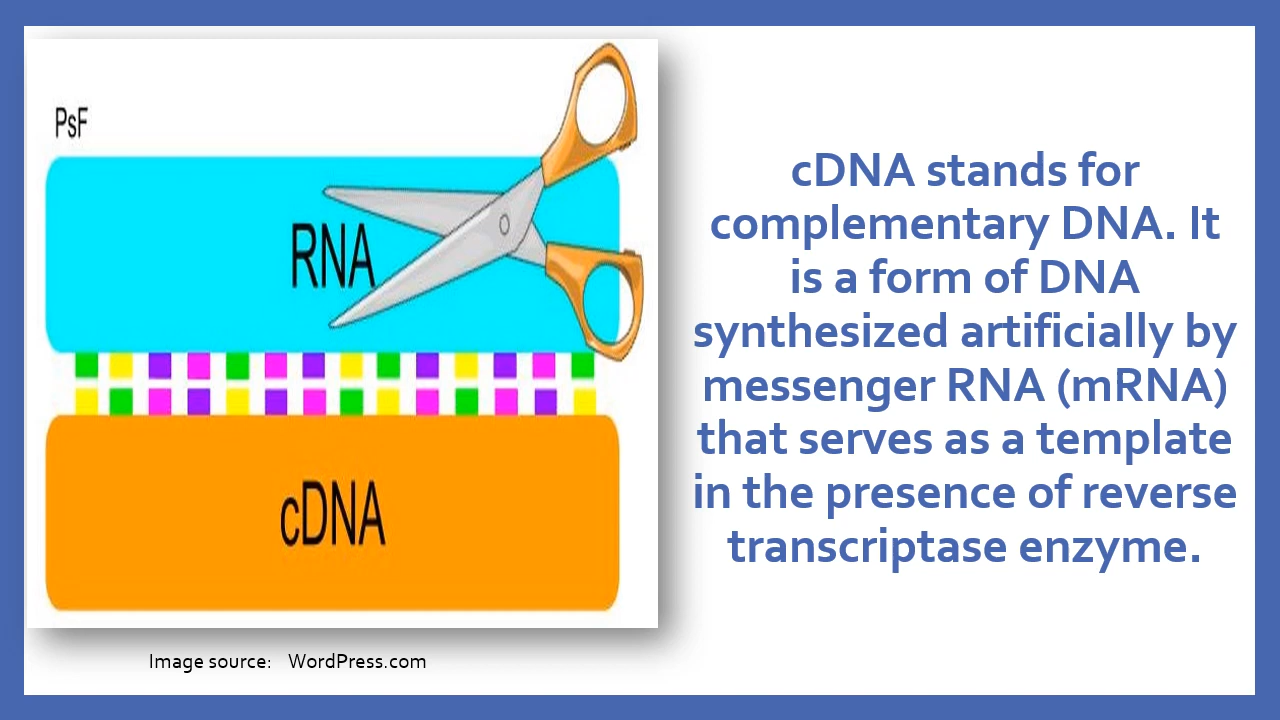 PsF
RNA
cDNA
Image source: WordPress.com
cDNA stands for
complementary DNA. It
is a form of DNA
synthesized artificially by
messenger RNA (mRNA)
that serves as a template
in the presence of reverse
transcriptase enzyme.